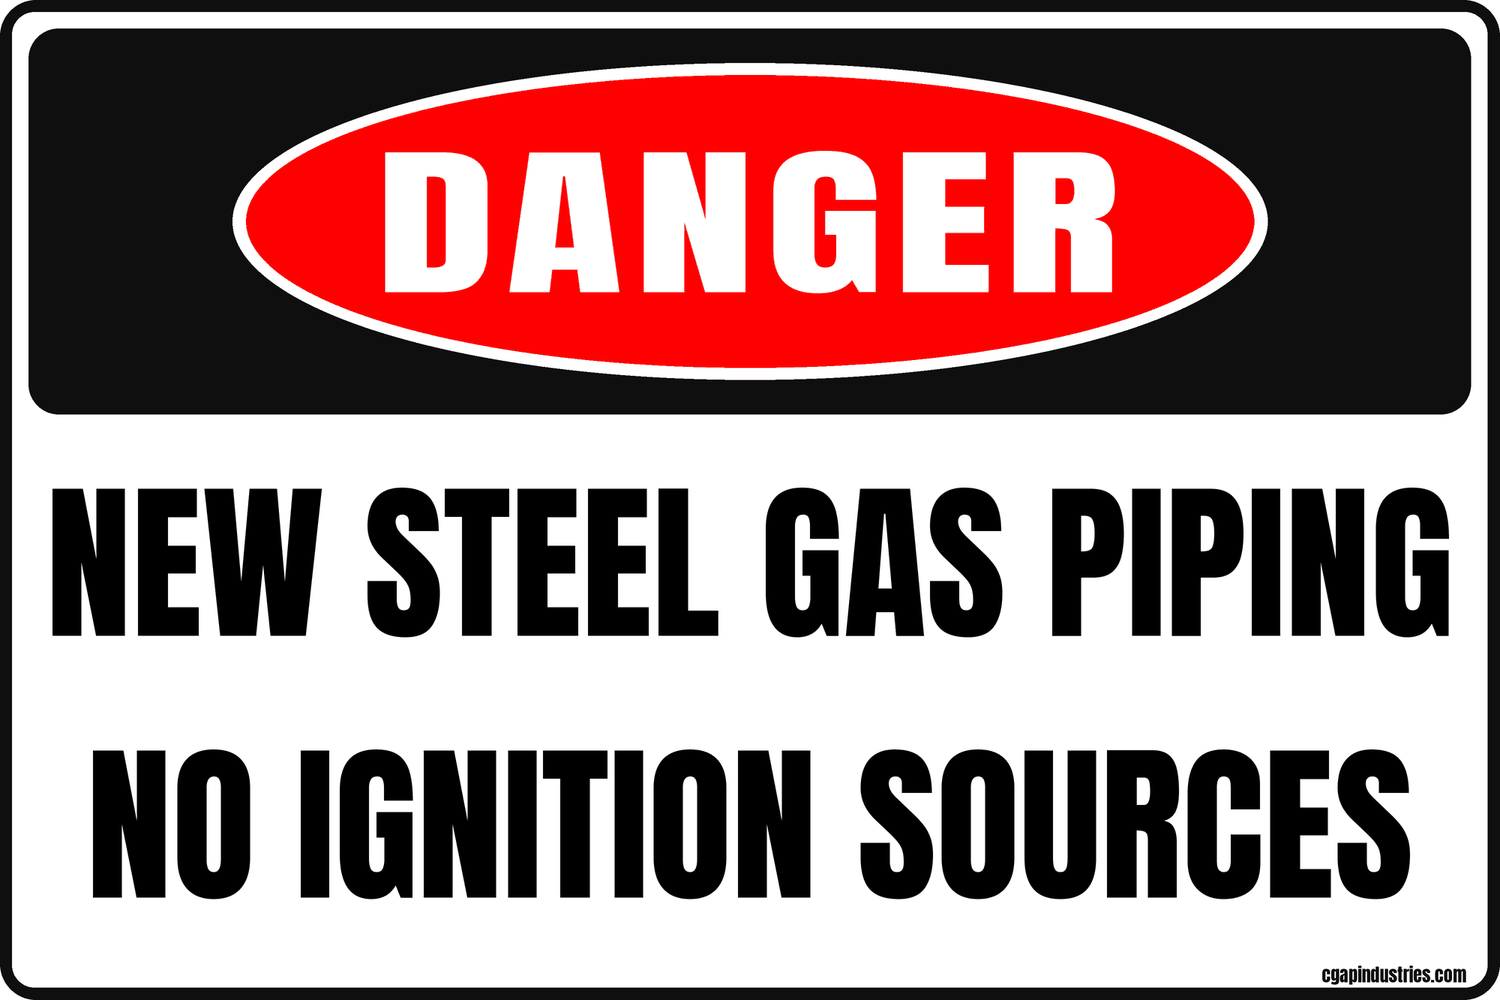 DANGER
NEW STEEL GAS PIPING
NO IGNITION SOURCES
cgapindustries.com